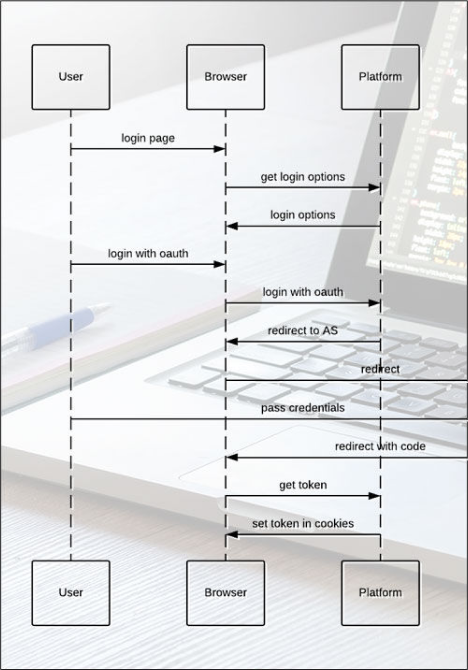 User
Browser
Platform
login page
get login options
login options
login with oauth
login with oauth
redirect to AS
redirect
pass credentials
redirect with code
get token
set token in cookies
User
Browser
Platform